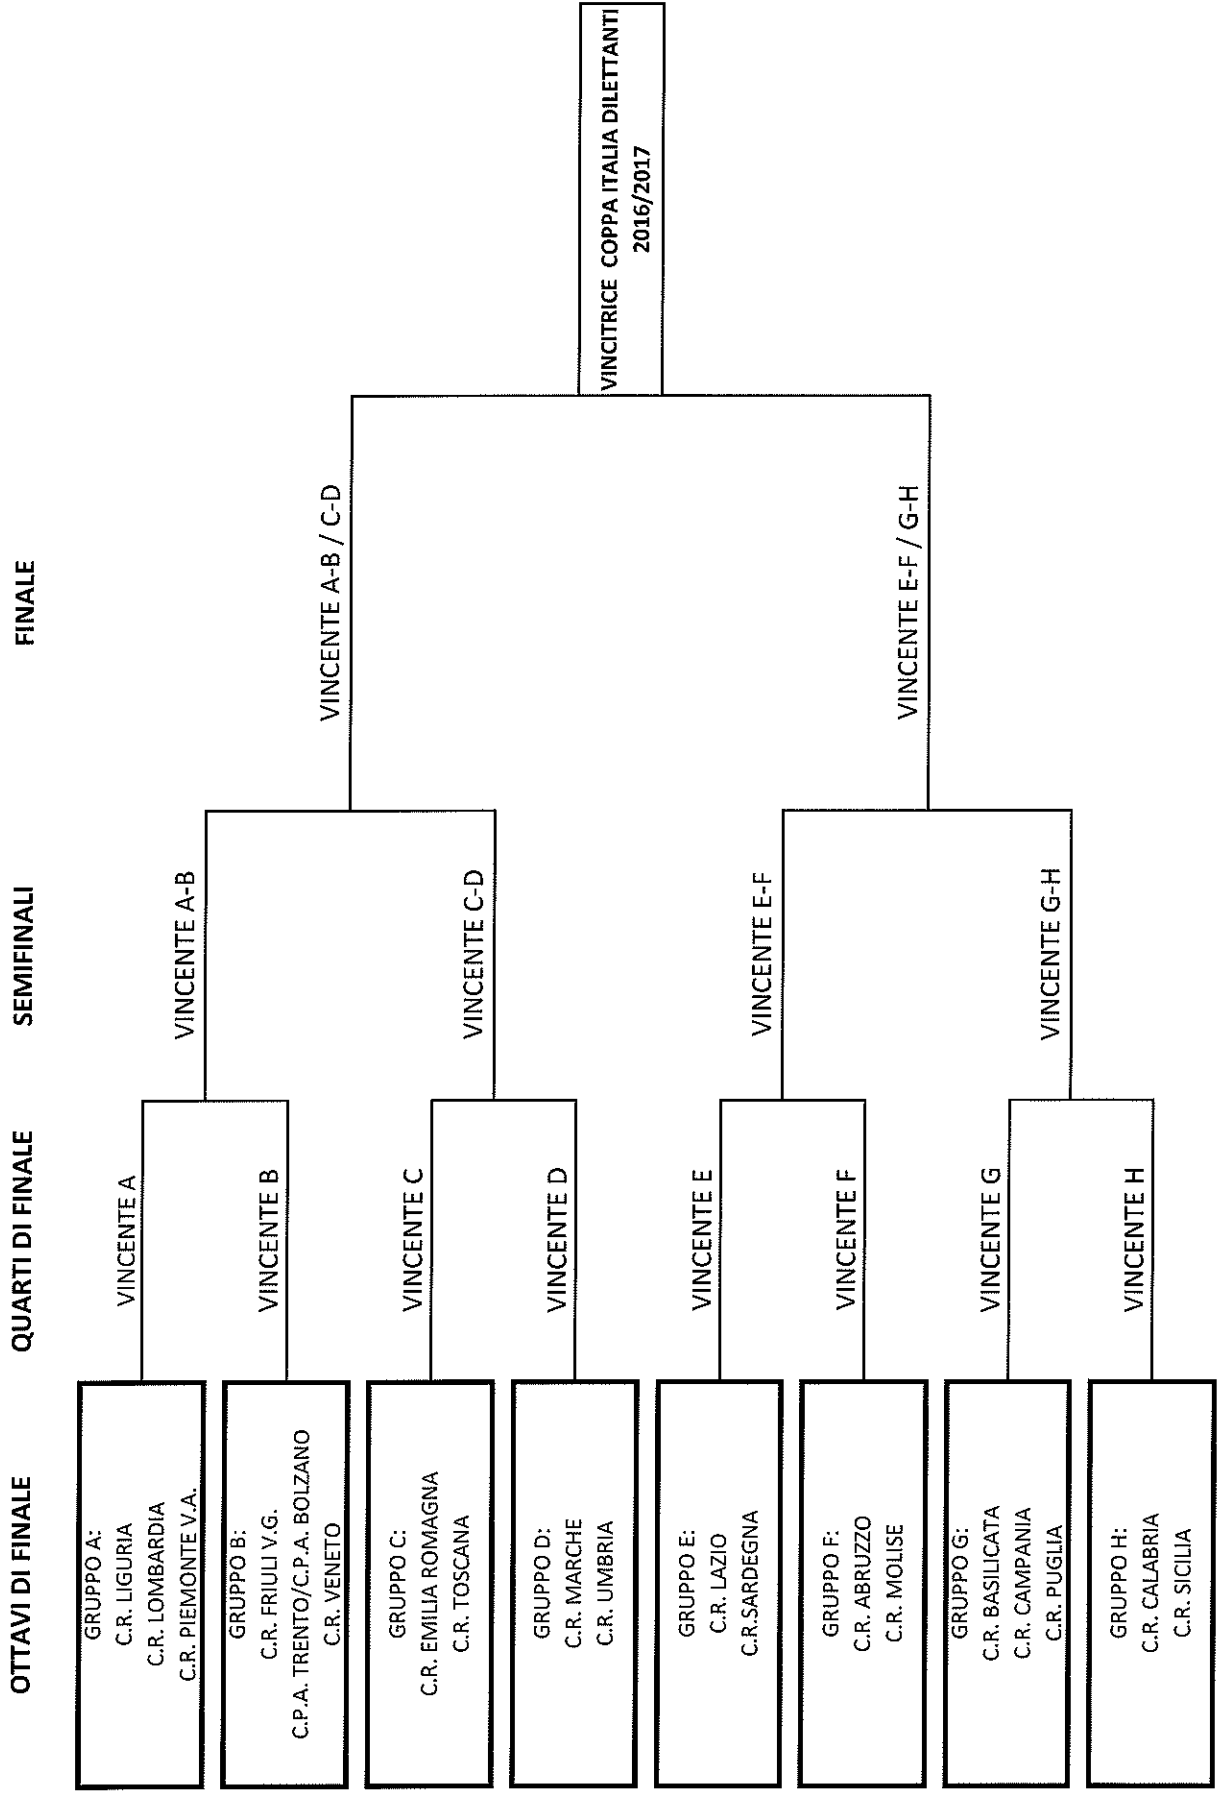 OTTAVI DI FINALE
QUARTI DI FINALE
SEMIFINALI
FINALE
GRUPPO A:
C.R. LIGURIA
C.R. LOMBARDIA
C.R. PIEMONTE V.A.
GRUPPO B:
C.R. FRIULI V.G.
C.P.A. TRENTO/C.P.A. BOLZANO
C.R. VENETO
GRUPPO C:
C.R. EMILIA ROMAGNA
C.R. TOSCANA
GRUPPO D:
C.R. MARCHE
C.R. UMBRIA
GRUPPO E:
C.R. LAZIO
C.R.SARDEGNA
GRUPPO F:
C.R. ABRUZZO
C.R. MOLISE
GRUPPO G:
C.R. BASILICATA
C.R. CAMPANIA
C.R. PUGLIA
GRUPPO H:
C.R. CALABRIA
C.R. SICILIA
VINCENTE A
VINCENTE B
VINCENTE C
VINCENTE D
VINCENTE E
VINCENTE F
VINCENTE G
VINCENTE H
VINCENTE A-B
VINCENTE C-D
VINCENTE E-F
VINCENTE G-H
VINCENTE A-B / C-D
VINCENTE E-F / G-H
VINCITRICE COPPA ITALIA DILETTANTI
2016/2017